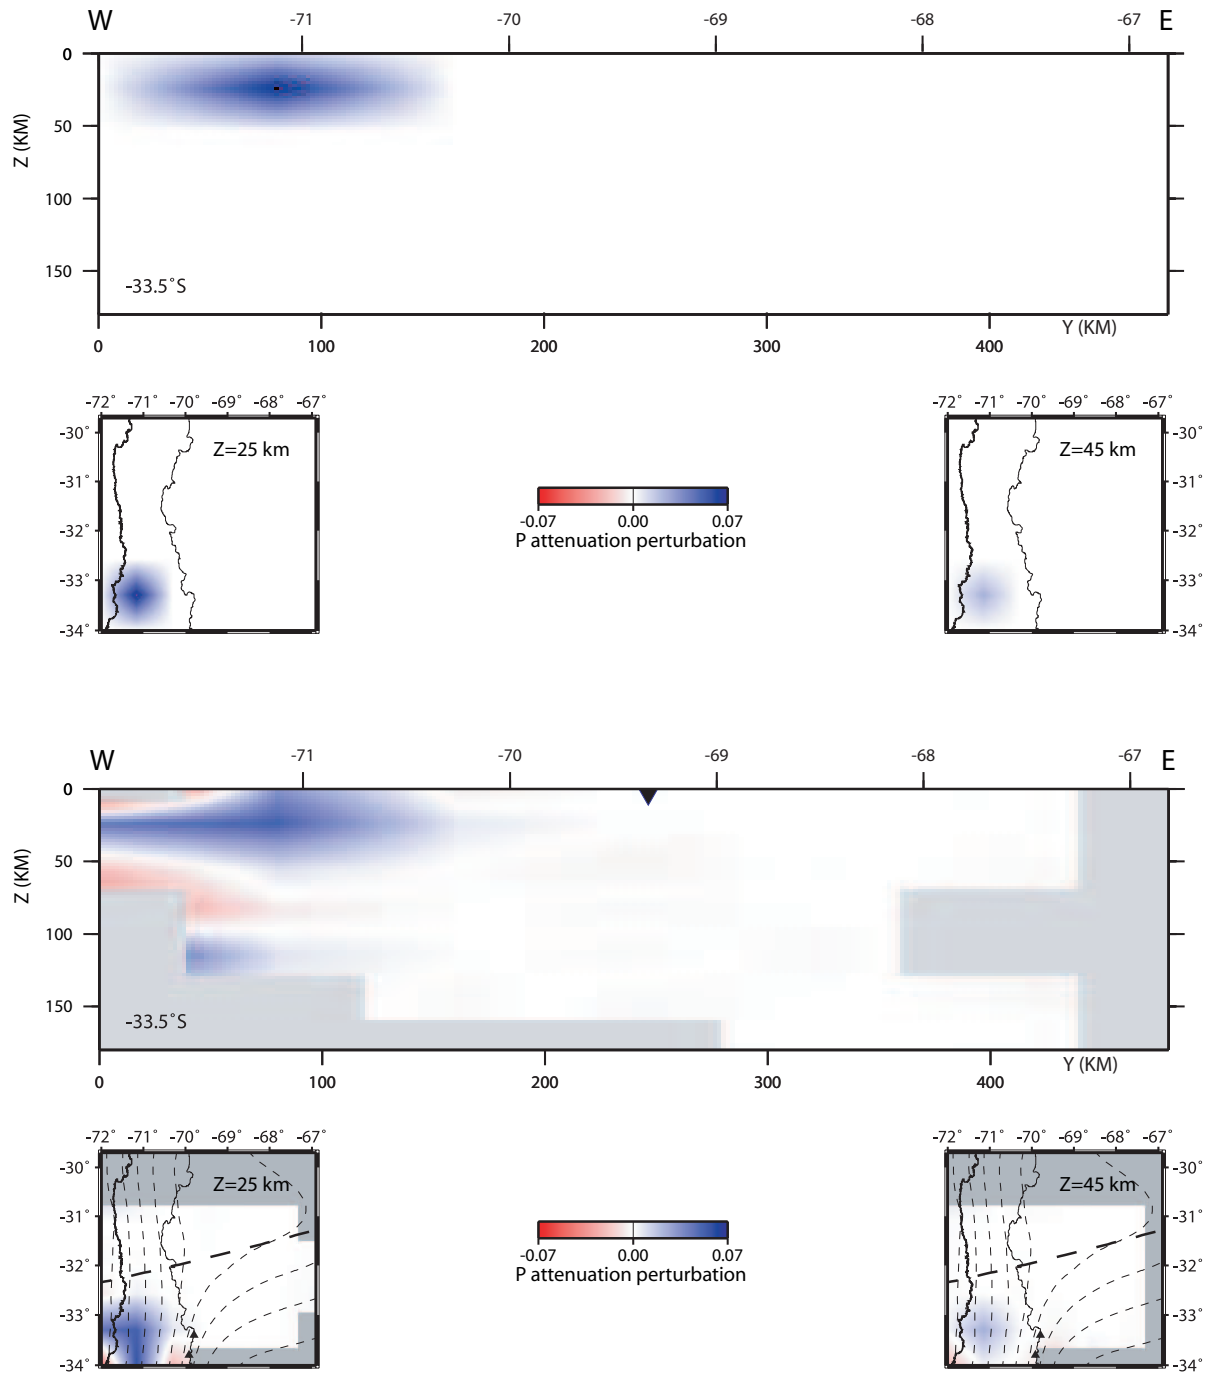 W -71 -70 -69 -68 -67 E
0
50
100
150
Z (KM)
-33.5˚S
Y (KM)
0 100 200 300 400
-72˚ -71˚ -70˚ -69˚ -68˚ -67˚
-30˚
-31˚
-32˚
-33˚
-34˚
Z=25 km
-0.07 0.00 0.07
P attenuation perturbation
-72˚ -71˚ -70˚ -69˚ -68˚ -67˚
Z=45 km
-30˚
-31˚
-32˚
-33˚
-34˚
W -71 -70 -69 -68 -67 E
0
50
100
150
Z (KM)
-33.5˚S
Y (KM)
0 100 200 300 400
-72˚ -71˚ -70˚ -69˚ -68˚ -67˚
-30˚
-31˚
-32˚
-33˚
-34˚
Z=25 km
-0.07 0.00 0.07
P attenuation perturbation
-72˚ -71˚ -70˚ -69˚ -68˚ -67˚
Z=45 km
-30˚
-31˚
-32˚
-33˚
-34˚